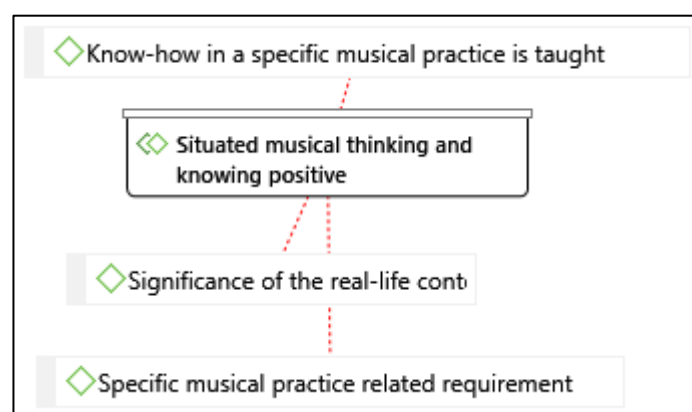 Know-how in a specific musical practice is taught
Situated musical thinking and
knowing positive
Significance of the real-life conte
Specific musical practice related requirement